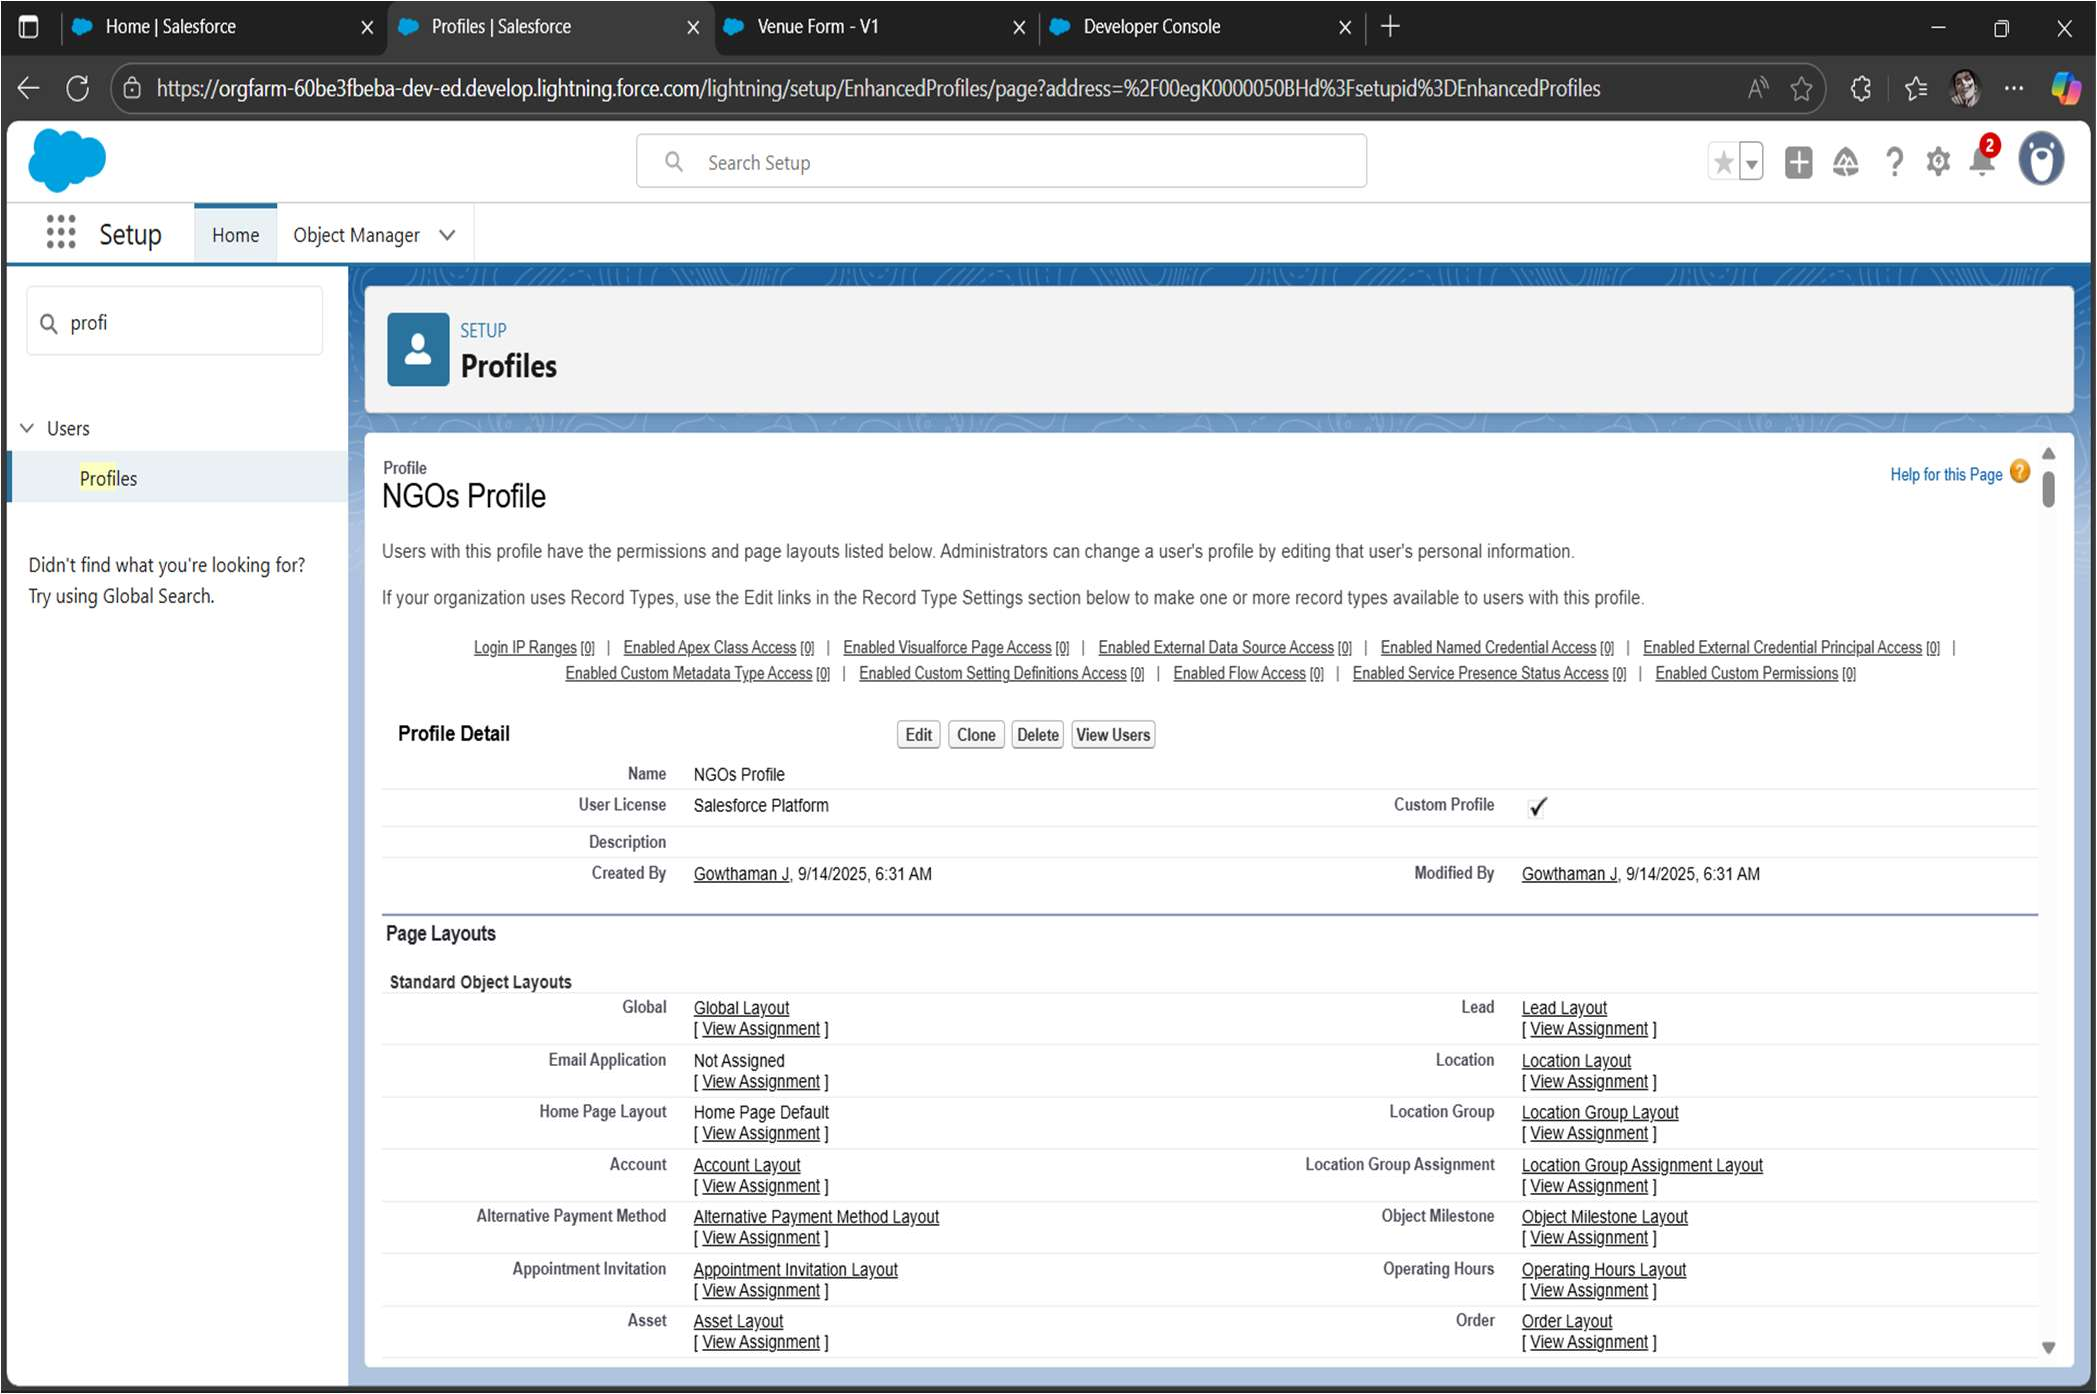 Home | Salesforce
Profiles | Salesforce
Venue Form - V1
Developer Console
https://orgfarm-60be3fbeba-dev-ed.develop.lightning.force.com/lightning/setup/EnhancedProfiles/page?address=%2F00egK0000050BHd%3Fsetupid%3DEnhancedProfiles
Search Setup
2
Setup
Home
Object Manager
profi
Users
Profiles
Didn't find what you're looking for?
Try using Global Search.
SETUP
Profiles
Profile
NGOs Profile
Help for this Page
Users with this profile have the permissions and page layouts listed below. Administrators can change a user's profile by editing that user's personal information.
If your organization uses Record Types, use the Edit links in the Record Type Settings section below to make one or more record types available to users with this profile.
Login IP Ranges [0] | Enabled Apex Class Access [0] | Enabled Visualforce Page Access [0] | Enabled External Data Source Access [0] | Enabled Named Credential Access [0] | Enabled External Credential Principal Access [0] |
Enabled Custom Metadata Type Access [0] | Enabled Custom Setting Definitions Access [0] | Enabled Flow Access [0] | Enabled Service Presence Status Access [0] | Enabled Custom Permissions [0]
Profile Detail
Edit Clone Delete View Users
Name NGOs Profile
User License Salesforce Platform Custom Profile
Description
Created By Gowthaman J, 9/14/2025, 6:31 AM Modified By Gowthaman J, 9/14/2025, 6:31 AM
Page Layouts
Standard Object Layouts
Global Global Layout Lead Lead Layout
[ View Assignment ] [ View Assignment ]
Email Application Not Assigned Location Location Layout
[ View Assignment ] [ View Assignment ]
Home Page Layout Home Page Default Location Group Location Group Layout
[ View Assignment ] [ View Assignment ]
Account Account Layout Location Group Assignment Location Group Assignment Layout
[ View Assignment ] [ View Assignment ]
Alternative Payment Method Alternative Payment Method Layout Object Milestone Object Milestone Layout
[ View Assignment ] [ View Assignment ]
Appointment Invitation Appointment Invitation Layout Operating Hours Operating Hours Layout
[ View Assignment ] [ View Assignment ]
Asset Asset Layout Order Order Layout
[ View Assignment ] [ View Assignment ]